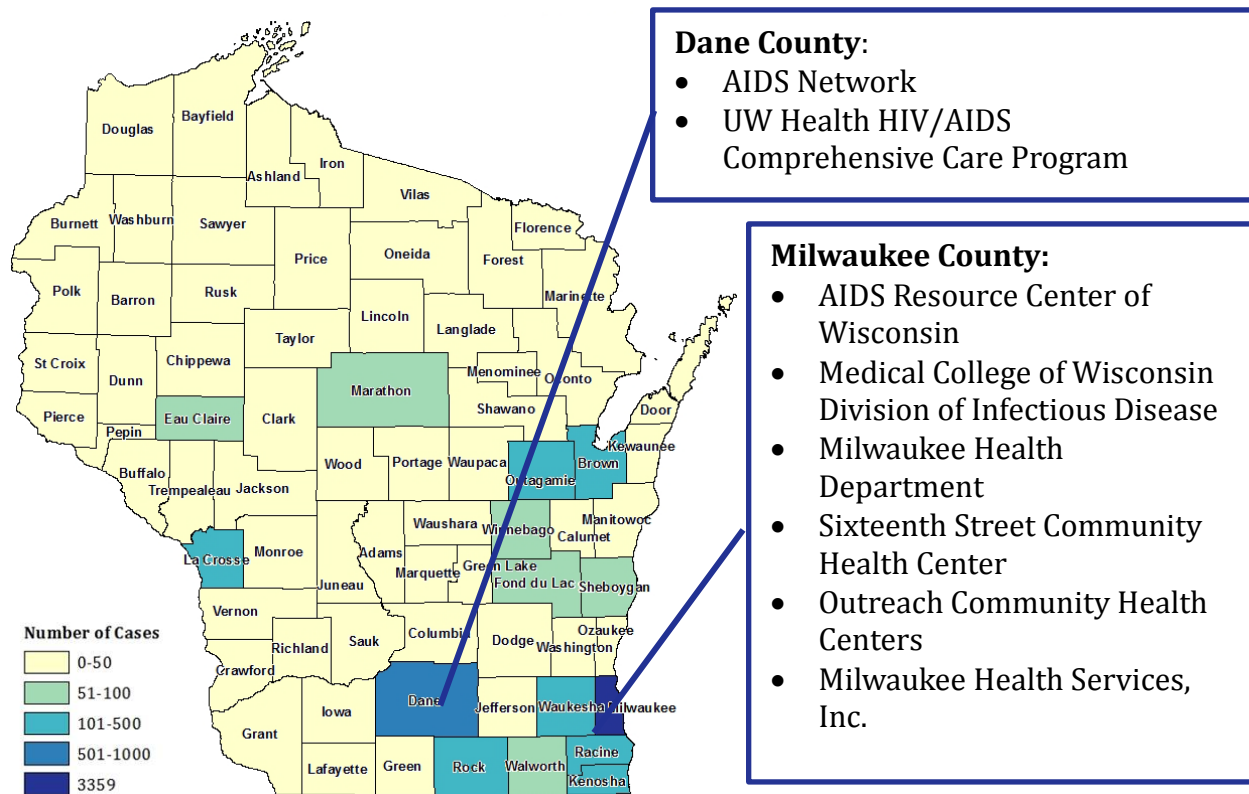 Dane County:
• AIDS Network
• UW Health HIV/AIDS
Comprehensive Care Program
Milwaukee County:
• AIDS Resource Center of
Wisconsin
• Medical College of Wisconsin
Division of Infectious Disease
• Milwaukee Health
Department
• Sixteenth Street Community
Health Center
• Outreach Community Health
Centers
• Milwaukee Health Services,
Inc.
Douglas
Bayfield
Ashland
Iron
Vilas
Florence
Burnett
Washburn
Sawyer
Price
Oneida
Forest
Marinette
Polk
Barron
Rusk
Lincoln
Langlade
Taylor
St Croix
Dunn
Chippewa
Menominee
Oconto
Marathon
Shawano
Door
Pierce
Pepin
Eau Claire
Clark
Kewaunee
Buffalo
Trempealeau
Jackson
Wood
Portage
Waupaca
Outagamie
Brown
La Crosse
Monroe
Juneau
Adams
Waushara
Winnebago
Calumet
Manitowoc
Marquette
Green Lake
Fond du Lac
Sheboygan
Vernon
Crawford
Richland
Sauk
Columbia
Dodge
Washington
Ozaukee
Grant
Iowa
Dane
Jefferson
Waukesha
Milwaukee
Lafayette
Green
Rock
Walworth
Racine
Kenosha
Number of Cases
0-50
51-100
101-500
501-1000
3359